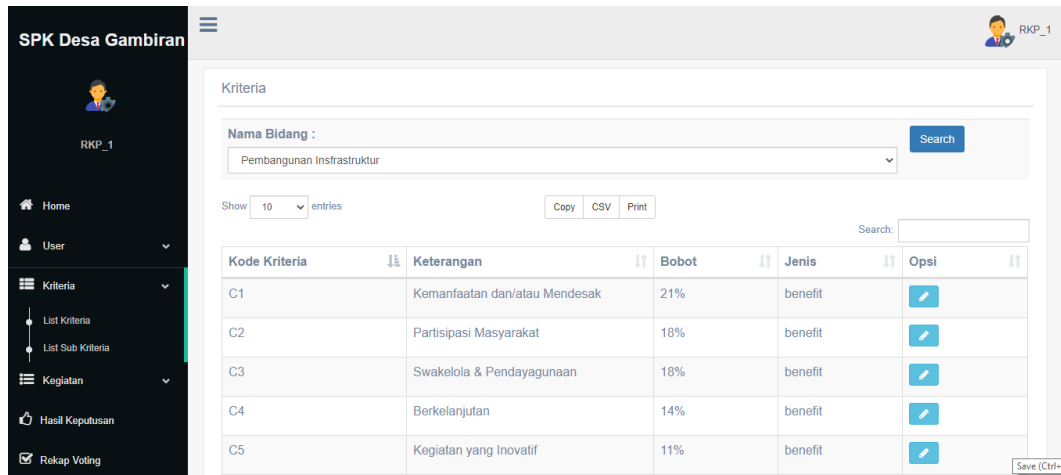 SPK Desa Gambiran
RKP_1
RKP_1
Home
User
Kriteria
List Kriteria
List Sub Kriteria
Kegiatan
Hasil Keputusan
Rekap Voting
Kriteria
Nama Bidang :
Pembangunan Insfrastruktur
Search
Show 10 entries
Copy CSV Print
Search:
Kode Kriteria Keterangan Bobot Jenis Opsi
C1 Kemanfaatan dan/atau Mendesak 21% benefit
C2 Partisipasi Masyarakat 18% benefit
C3 Swakelola & Pendayagunaan 18% benefit
C4 Berkelanjutan 14% benefit
C5 Kegiatan yang Inovatif 11% benefit
Save (Ctrl+